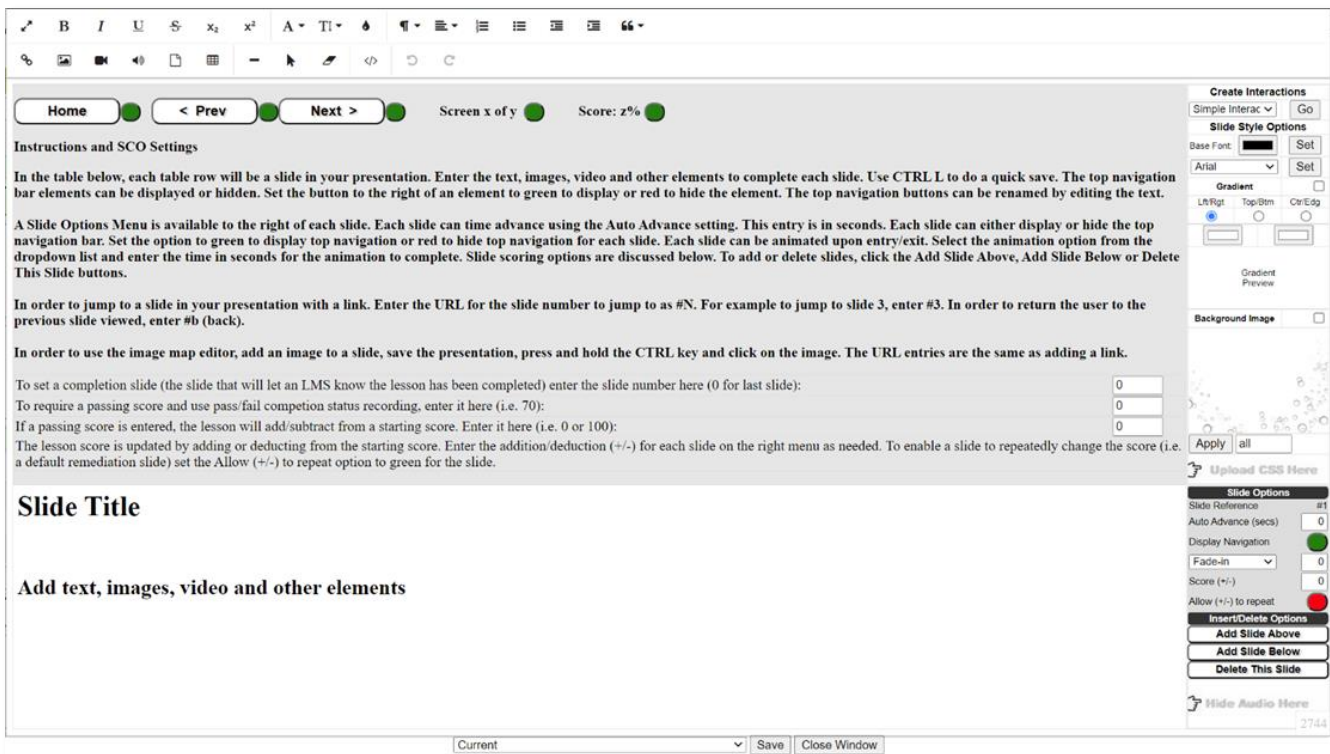 B I U S x₂ x² A TI ¶ 66
</>
Home < Prev Next > Screen x of y Score: z%
Instructions and SCO Settings
In the table below, each table row will be a slide in your presentation. Enter the text, images, video and other elements to complete each slide. Use CTRL L to do a quick save. The top navigation
bar elements can be displayed or hidden. Set the button to the right of an element to green to display or red to hide the element. The top navigation buttons can be renamed by editing the text.
A Slide Options Menu is available to the right of each slide. Each slide can time advance using the Auto Advance setting. This entry is in seconds. Each slide can either display or hide the top
navigation bar. Set the option to green to display top navigation or red to hide top navigation for each slide. Each slide can be animated upon entry/exit. Select the animation option from the
dropdown list and enter the time in seconds for the animation to complete. Slide scoring options are discussed below. To add or delete slides, click the Add Slide Above, Add Slide Below or Delete
This Slide buttons.
In order to jump to a slide in your presentation with a link. Enter the URL for the slide number to jump to as #N. For example to jump to slide 3, enter #3. In order to return the user to the
previous slide viewed, enter #b (back).
In order to use the image map editor, add an image to a slide, save the presentation, press and hold the CTRL key and click on the image. The URL entries are the same as adding a link.
To set a completion slide (the slide that will let an LMS know the lesson has been completed) enter the slide number here (0 for last slide): 0
To require a passing score and use pass/fail competion status recording, enter it here (i.e. 70): 0
If a passing score is entered, the lesson will add/subtract from a starting score. Enter it here (i.e. 0 or 100): 0
The lesson score is updated by adding or deducting from the starting score. Enter the addition/deduction (+/-) for each slide on the right menu as needed. To enable a slide to repeatedly change the score (i.e.
a default remediation slide) set the Allow (+/-) to repeat option to green for the slide.
Slide Title
Add text, images, video and other elements
Create Interactions
Simple Interac Go
Slide Style Options
Base Font: Set
Arial Set
Gradient
Lft/Rgt Top/Btm Ctr/Edg
Gradient
Preview
Background Image
Apply all
Upload CSS Here
Slide Options
Slide Reference #1
Auto Advance (secs) 0
Display Navigation
Fade-in 0
Score (+/-) 0
Allow (+/-) to repeat
Insert/Delete Options
Add Slide Above
Add Slide Below
Delete This Slide
Hide Audio Here
2744
Current Save Close Window